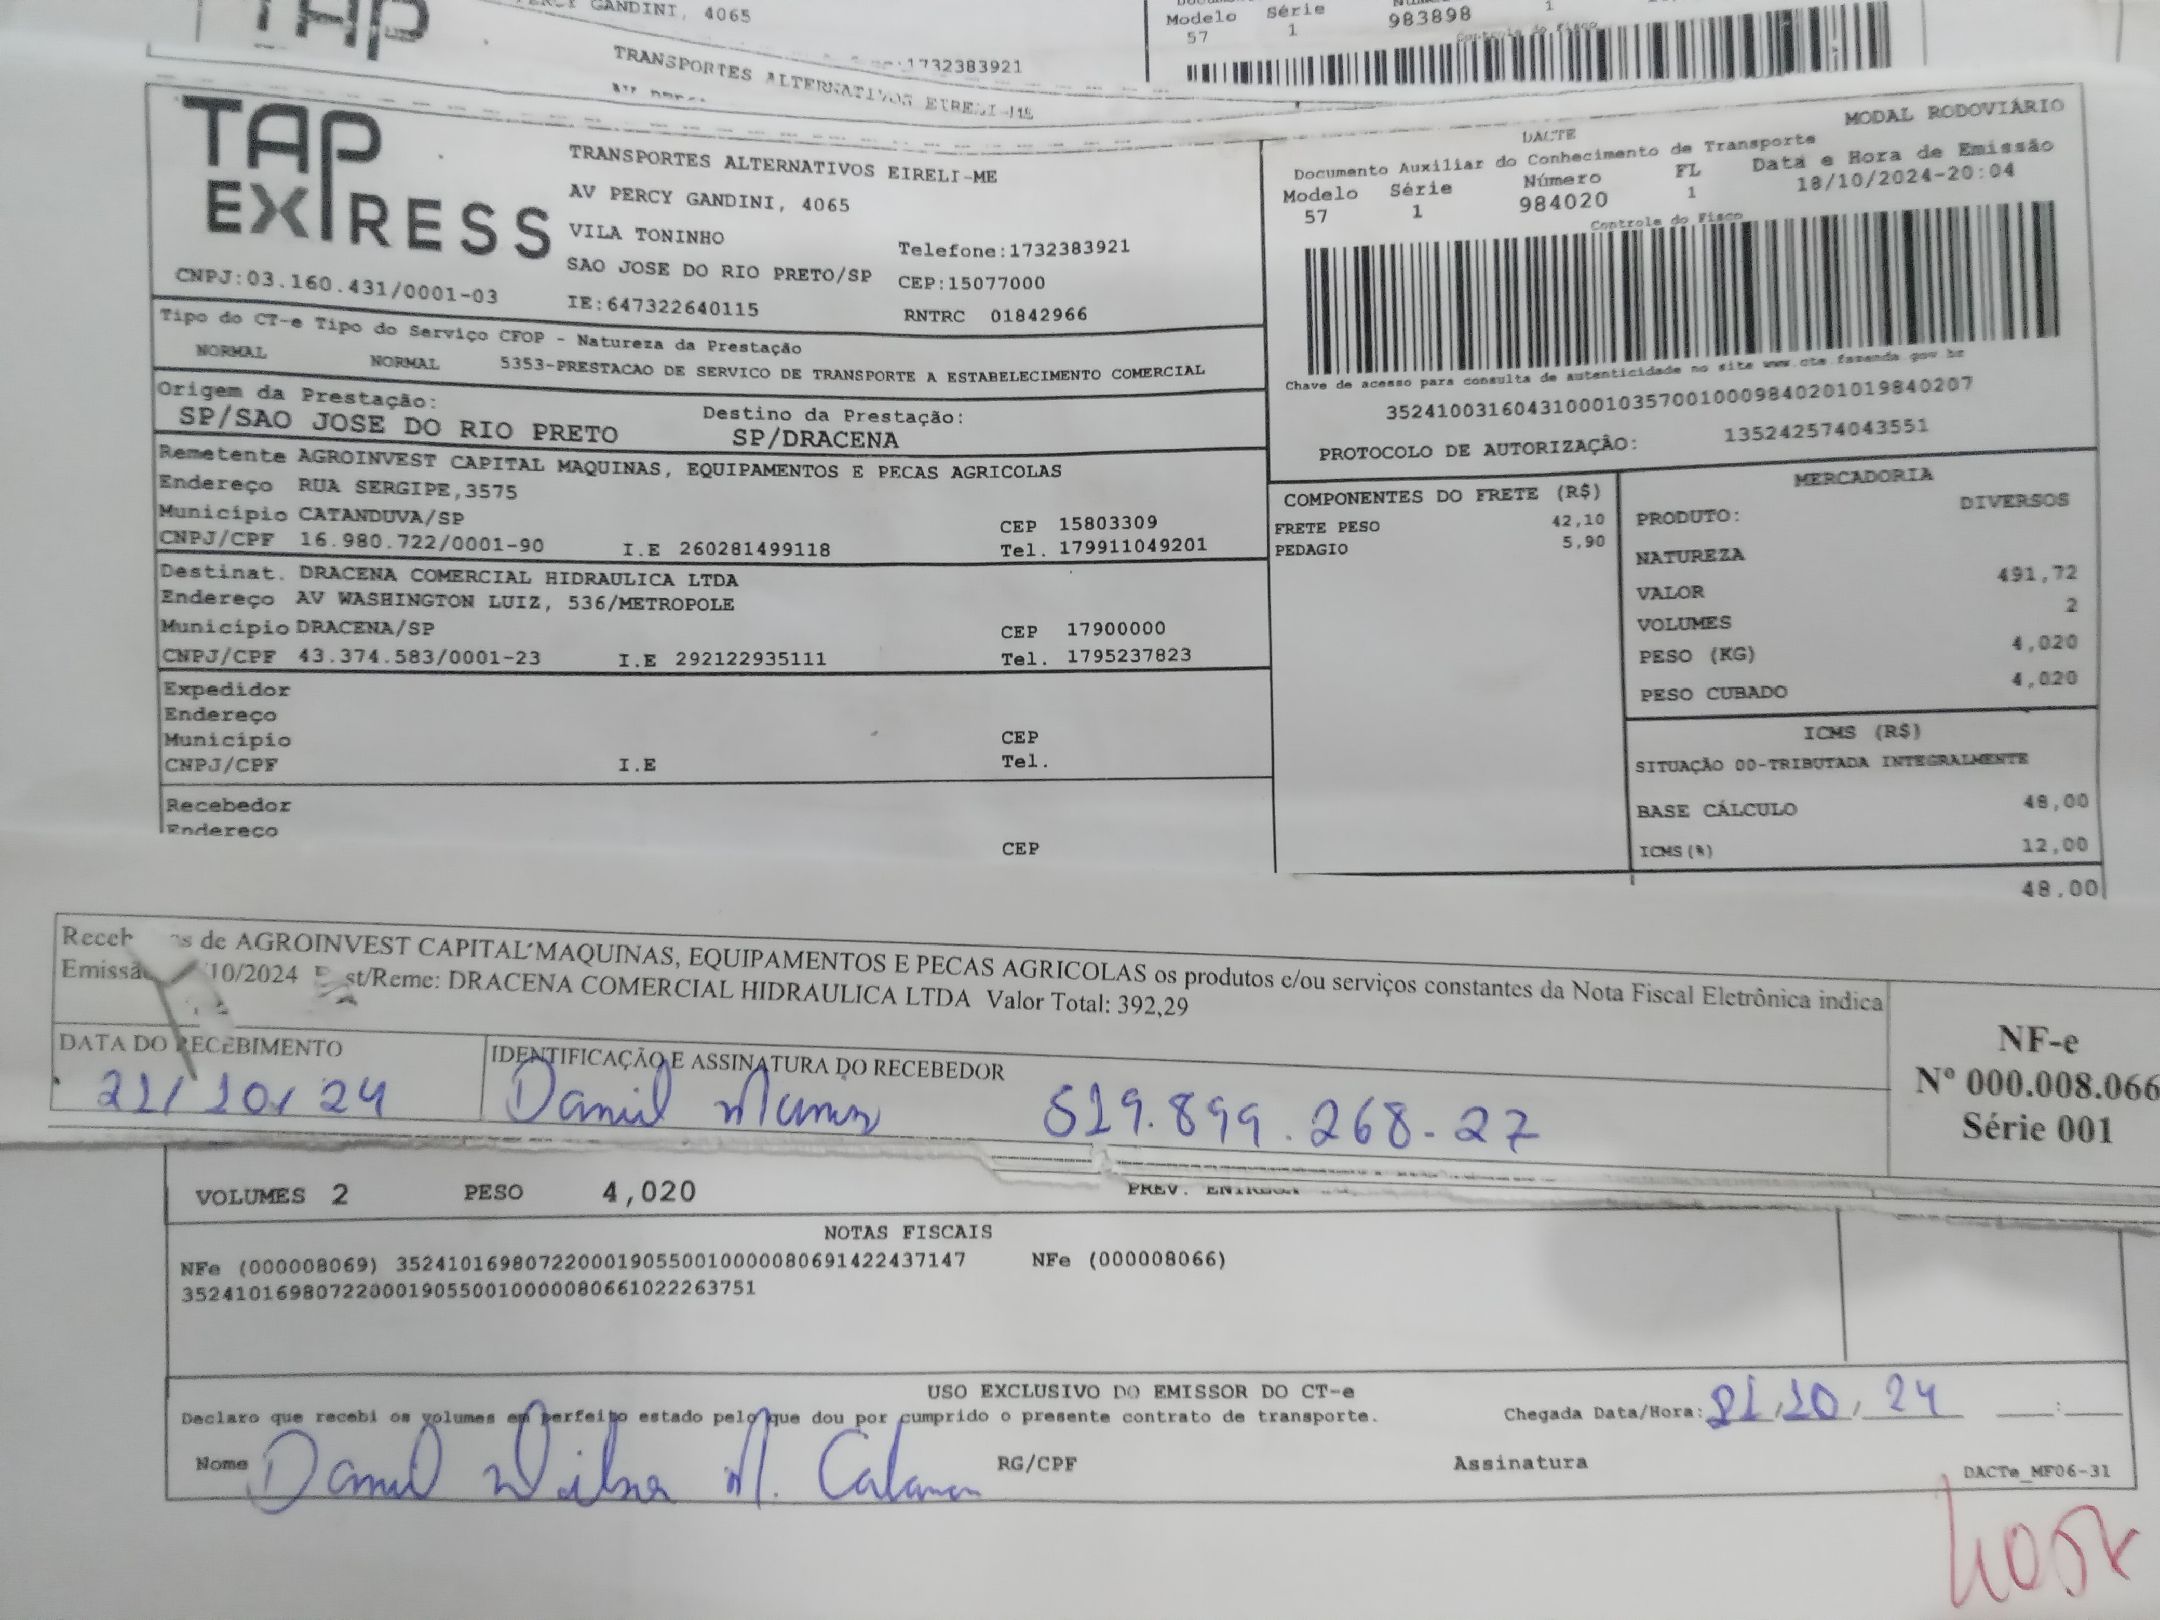 TAP
GANDINI, 4065
:1732383921
TRANSPORTES ALTERNATIVOS EIRELI-ME
Modelo Série
57 1 983898 1
Controle do Fisco
TAP EXPRESS
CNPJ:03.160.431/0001-03
TRANSPORTES ALTERNATIVOS EIRELI-ME
AV PERCY GANDINI, 4065
VILA TONINHO Telefone:1732383921
SAO JOSE DO RIO PRETO/SP CEP:15077000
IE:647322640115 RNTRC 01842966
DACTE MODAL RODOVIÁRIO
Documento Auxiliar do Conhecimento de Transporte
Modelo Série Número FL Data e Hora de Emissão
57 1 984020 1 18/10/2024-20:04
Controle do Fisco
Chave de acesso para consulta de autenticidade no site www.cte.fazenda.gov.br
35241003160431000103570010009840201019840207
PROTOCOLO DE AUTORIZAÇÃO: 135242574043551
Tipo do CT-e Tipo do Serviço CFOP - Natureza da Prestação
NORMAL NORMAL 5353-PRESTACAO DE SERVICO DE TRANSPORTE A ESTABELECIMENTO COMERCIAL
Origem da Prestação: Destino da Prestação:
SP/SAO JOSE DO RIO PRETO SP/DRACENA
Remetente AGROINVEST CAPITAL MAQUINAS, EQUIPAMENTOS E PECAS AGRICOLAS
Endereço RUA SERGIPE,3575
Município CATANDUVA/SP CEP 15803309
CNPJ/CPF 16.980.722/0001-90 I.E 260281499118 Tel. 179911049201
Destinat. DRACENA COMERCIAL HIDRAULICA LTDA
Endereço AV WASHINGTON LUIZ, 536/METROPOLE
Município DRACENA/SP CEP 17900000
CNPJ/CPF 43.374.583/0001-23 I.E 292122935111 Tel. 1795237823
Expedidor
Endereço
Município CEP
CNPJ/CPF I.E Tel.
Recebedor
Endereço
CEP
COMPONENTES DO FRETE (R$)
FRETE PESO 42,10
PEDAGIO 5,90
MERCADORIA
PRODUTO: DIVERSOS
NATUREZA
VALOR 491,72
VOLUMES 2
PESO (KG) 4,020
PESO CUBADO 4,020
ICMS (R$)
SITUAÇÃO 00-TRIBUTADA INTEGRALMENTE
BASE CÁLCULO 48,00
ICMS(%) 12,00
48.00
de AGROINVEST CAPITAL MAQUINAS, EQUIPAMENTOS E PECAS AGRICOLAS os produtos e/ou serviços constantes da Nota Fiscal Eletrônica indica
/10/2024 st/Reme: DRACENA COMERCIAL HIDRAULICA LTDA Valor Total: 392,29
DATA DO RECEBIMENTO IDENTIFICAÇÃO E ASSINATURA DO RECEBEDOR
21/10/24 Danil 519.899.268-27
NF-e
Nº 000.008.066
Série 001
VOLUMES 2 PESO 4,020 PREV. ENTREGA
NOTAS FISCAIS
NFe (000008069) 35241016980722000190550010000080691422437147 NFe (000008066)
35241016980722000190550010000080661022263751
USO EXCLUSIVO DO EMISSOR DO CT-e
Declaro que recebi os volumes em perfeito estado pelo que dou por cumprido o presente contrato de transporte. Chegada Data/Hora: 21,10,24 :
Nome Danil M. RG/CPF Assinatura
DACTe_MF06-31